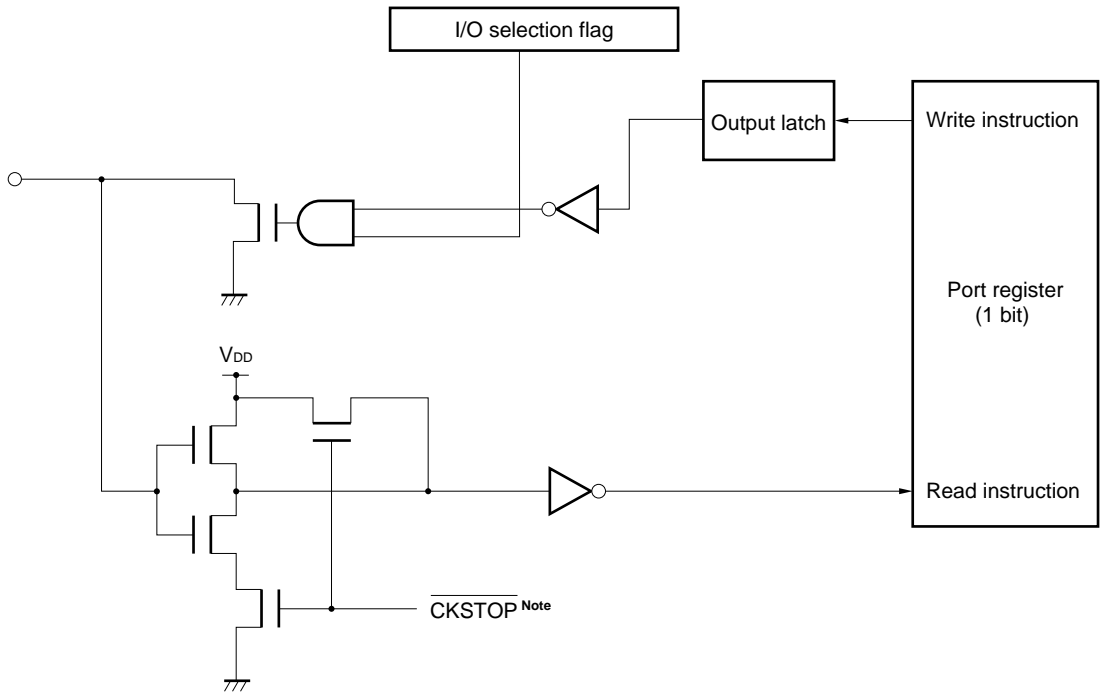 I/O selection flag
Output latch
Write instruction
Port register
(1 bit)
VDD
Read instruction
CKSTOP Note